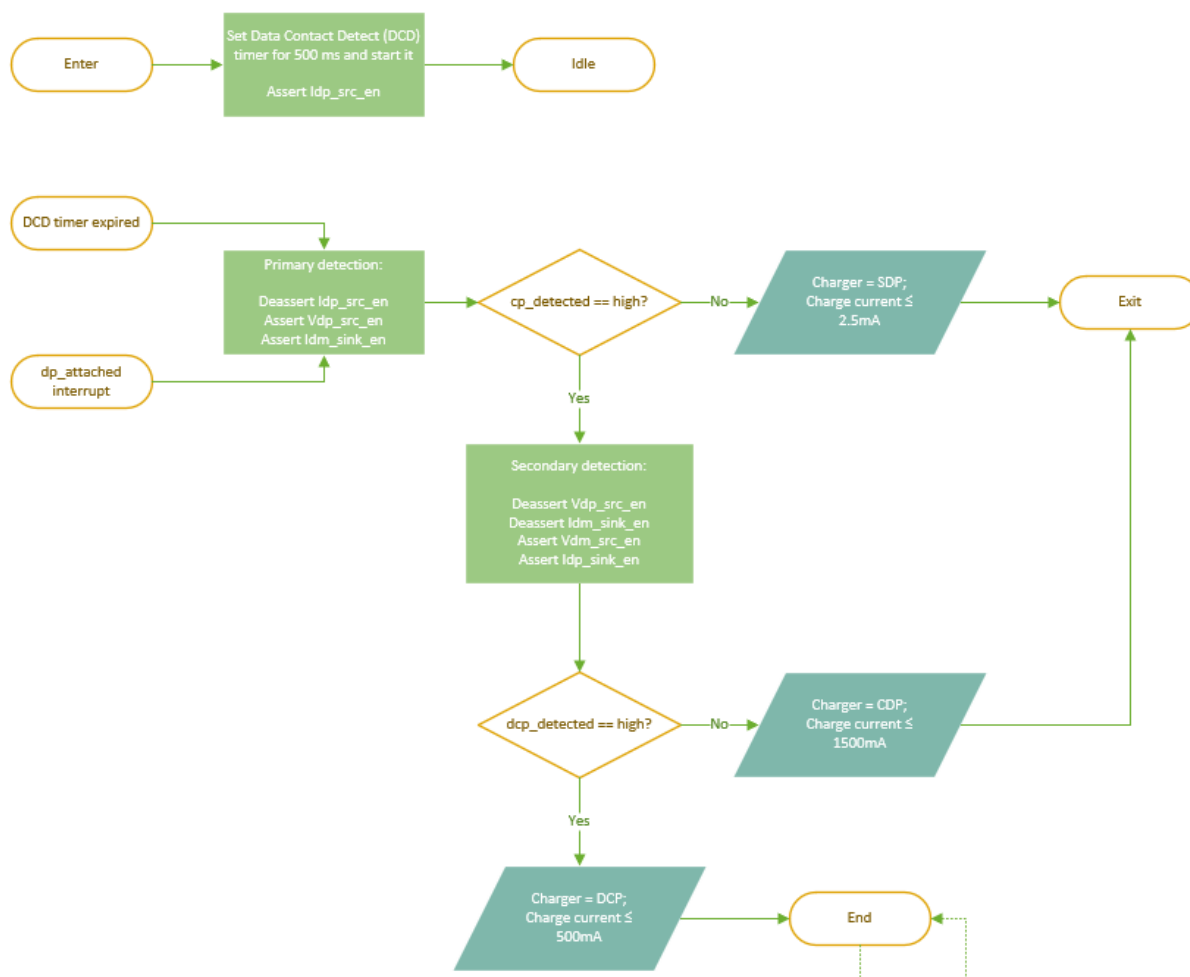 Enter
Set Data Contact Detect (DCD)
timer for 500 ms and start it
Assert Idp_src_en
Idle
DCD timer expired
Primary detection:
Deassert Idp_src_en
Assert Vdp_src_en
Assert Idm_sink_en
dp_attached
interrupt
cp_detected == high?
No
Charger = SDP;
Charge current ≤
2.5mA
Exit
Yes
Secondary detection:
Deassert Vdp_src_en
Deassert Idm_sink_en
Assert Vdm_src_en
Assert Idp_sink_en
dcp_detected == high?
No
Charger = CDP;
Charge current ≤
1500mA
Yes
Charger = DCP;
Charge current ≤
500mA
End